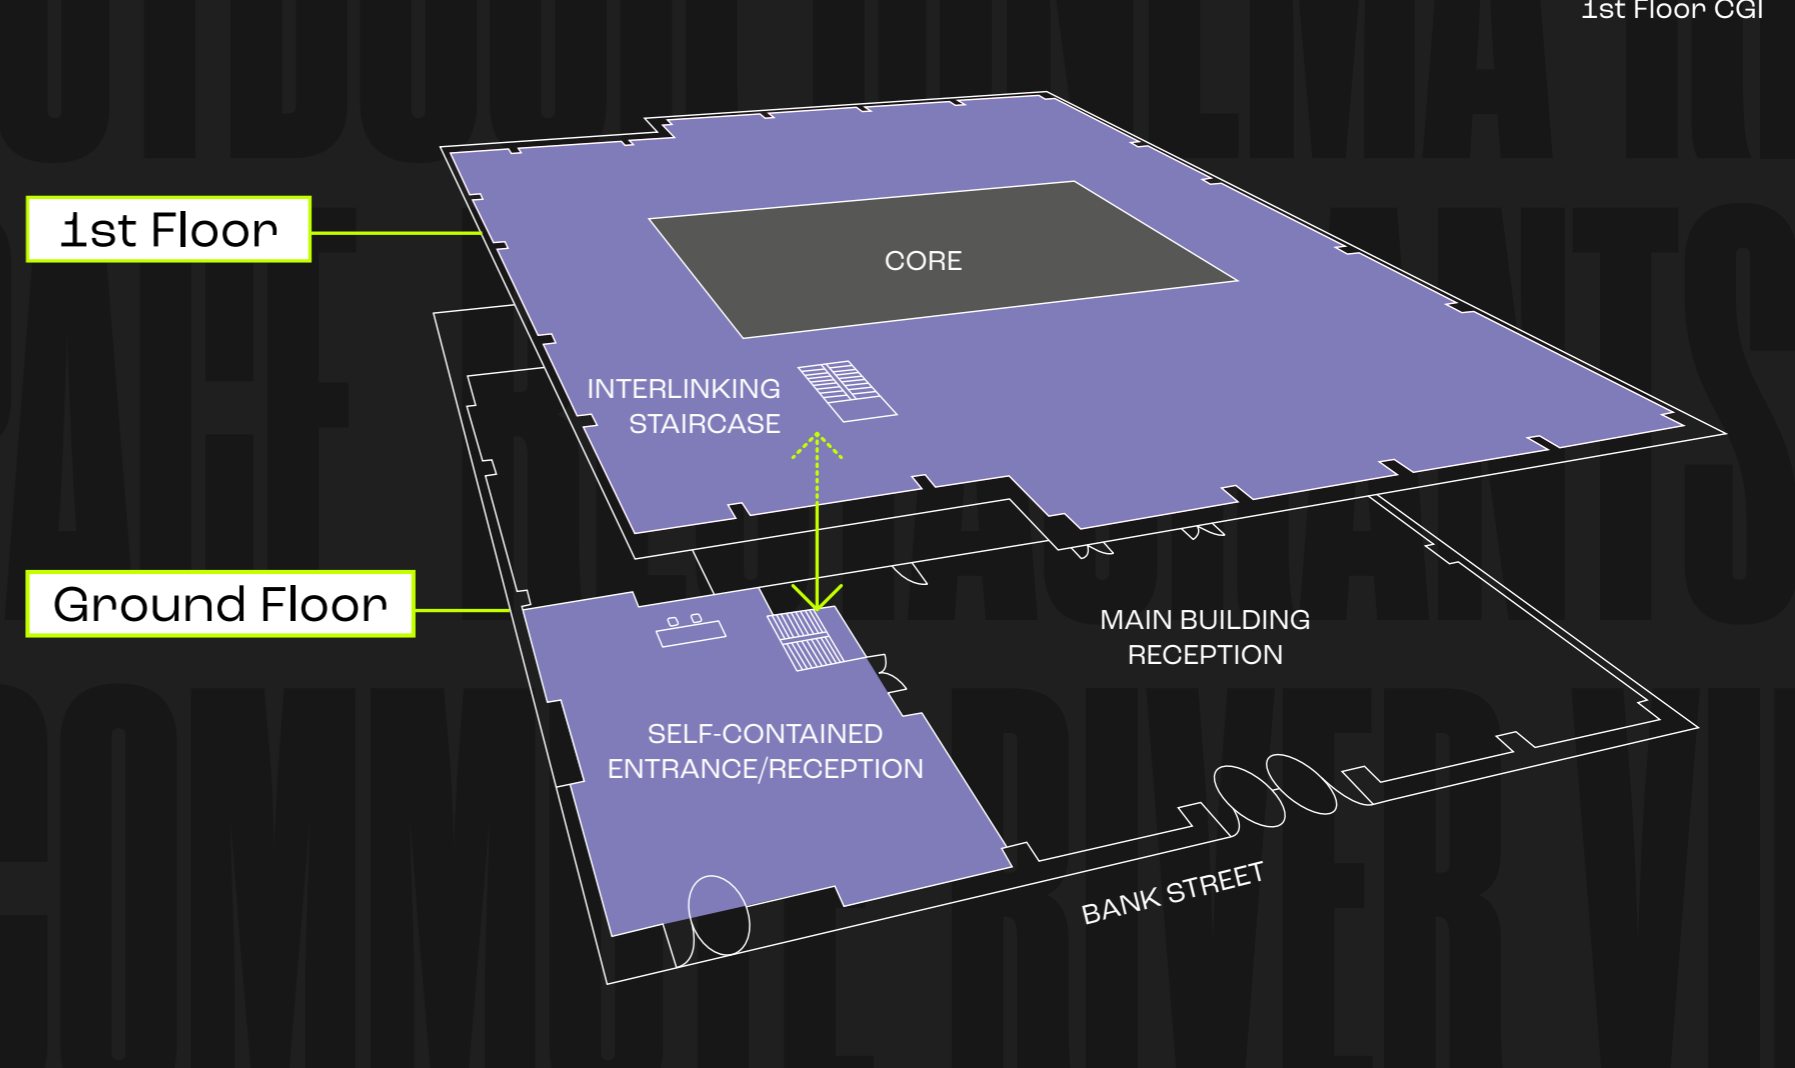 1st Floor CGI
1st Floor
CORE
INTERLINKING
STAIRCASE
Ground Floor
MAIN BUILDING
RECEPTION
SELF-CONTAINED
ENTRANCE/RECEPTION
BANK STREET